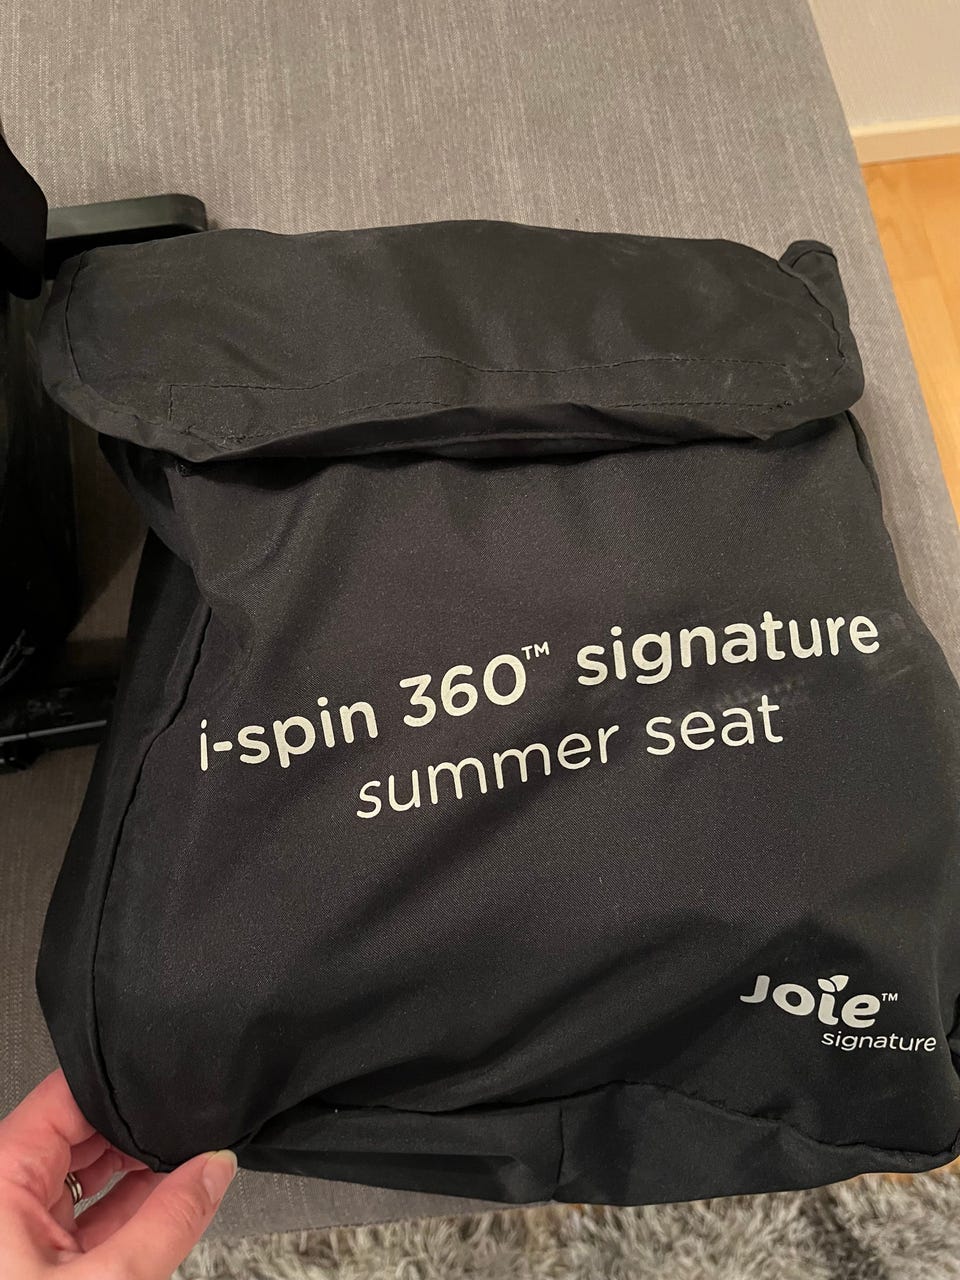 i-spin 360™ signature
summer seat
Joie™
signature